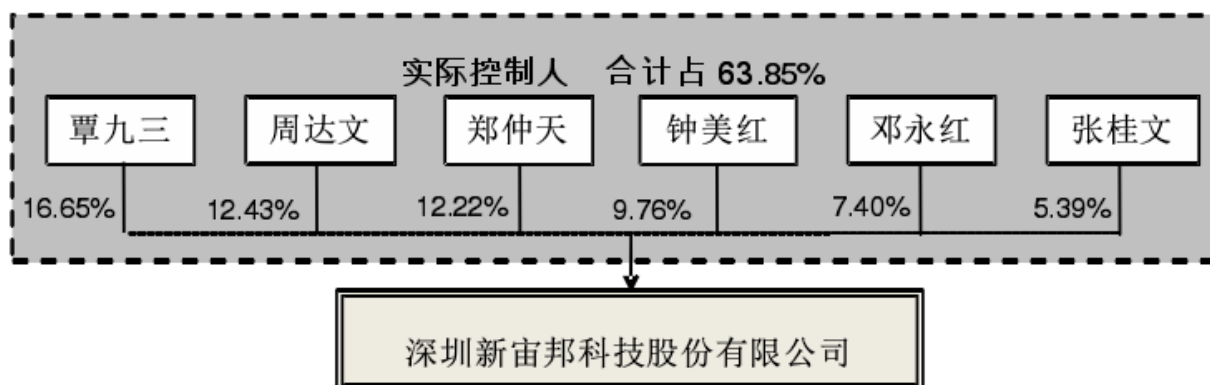 实际控制人 合计占 63.85%
覃九三 周达文 郑仲天 钟美红 邓永红 张桂文
16.65% 12.43% 12.22% 9.76% 7.40% 5.39%
深圳新宙邦科技股份有限公司